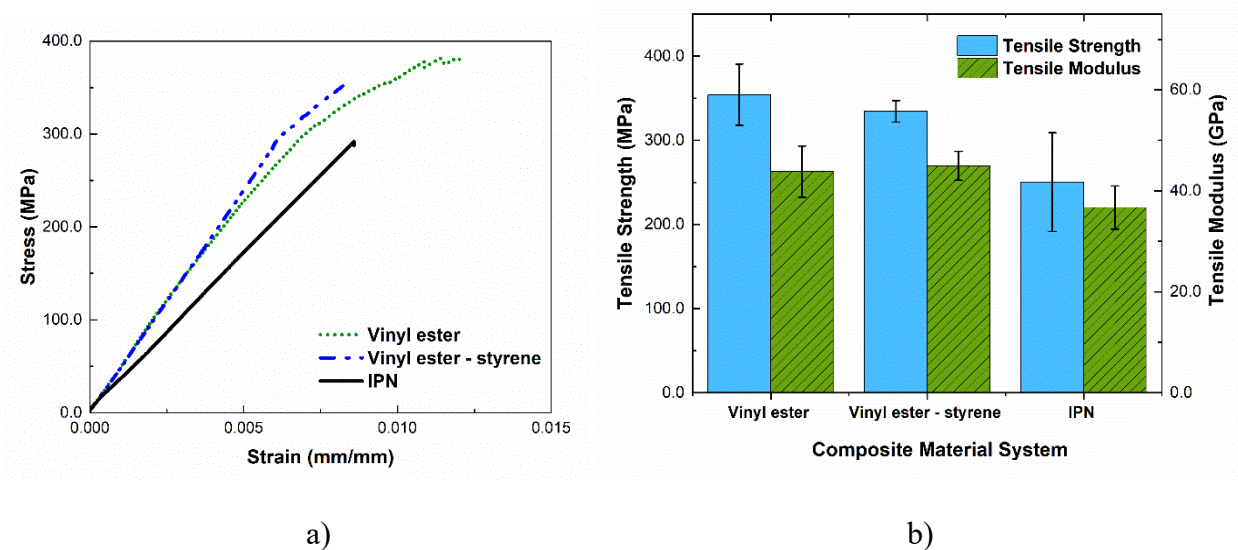 400.0
300.0
200.0
100.0
0.0
0.000
0.005
0.010
0.015
Stress (MPa)
Strain (mm/mm)
Vinyl ester
Vinyl ester - styrene
IPN
a)
400.0
300.0
200.0
100.0
0.0
Tensile Strength (MPa)
Tensile Strength
Tensile Modulus
60.0
40.0
20.0
0.0
Tensile Modulus (GPa)
Vinyl ester
Vinyl ester - styrene
IPN
Composite Material System
b)